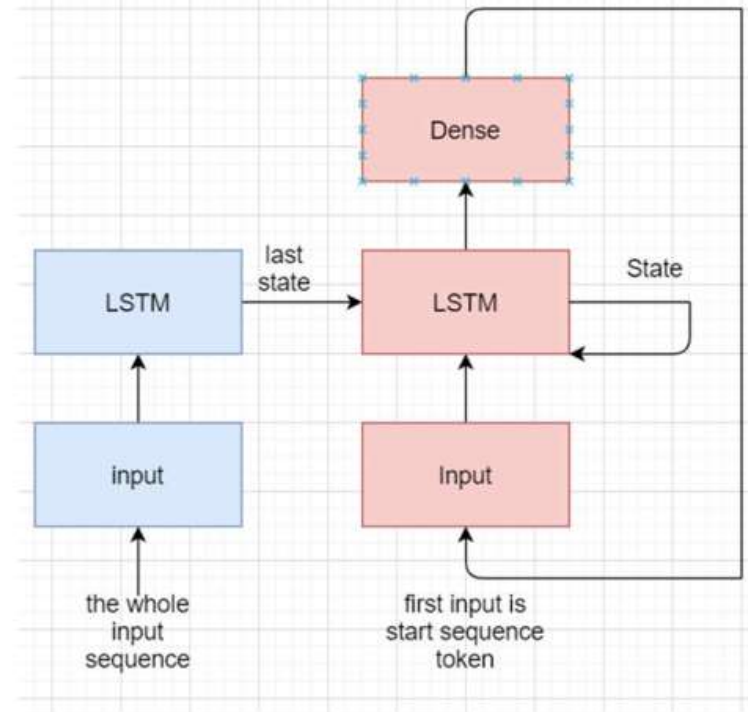 Dense
last
state
State
LSTM
LSTM
input
Input
the whole
input
sequence
first input is
start sequence
token